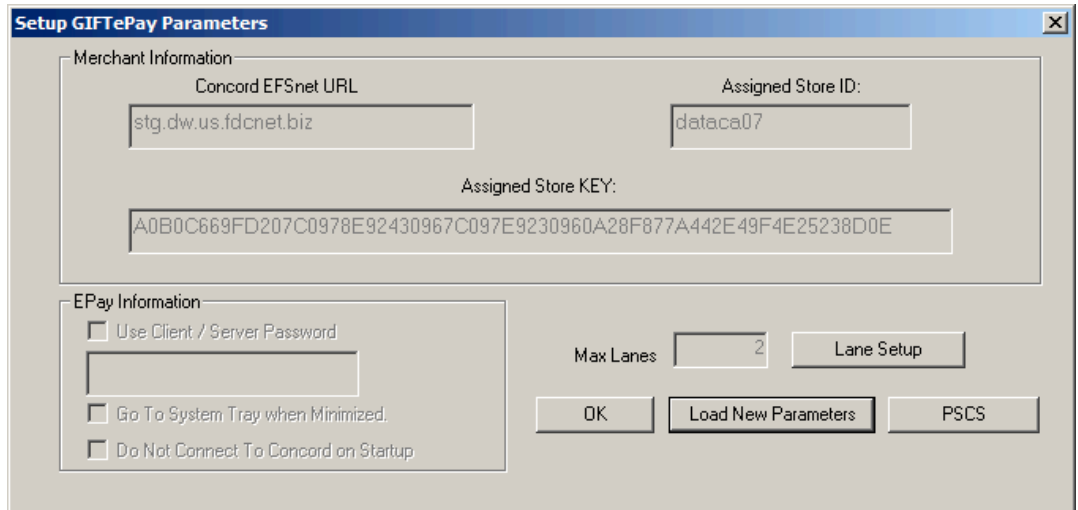 Setup GIFTePay Parameters
Merchant Information
Concord EFSnet URL
Assigned Store ID:
stg.dw.us.fdcnet.biz
dataca07
Assigned Store KEY:
A0B0C669FD207C0978E92430967C097E9230960A28F877A442E49F4E25238D0E
EPay Information
Use Client / Server Password
Max Lanes
2
Lane Setup
Go To System Tray when Minimized.
OK
Load New Parameters
PSCS
Do Not Connect To Concord on Startup